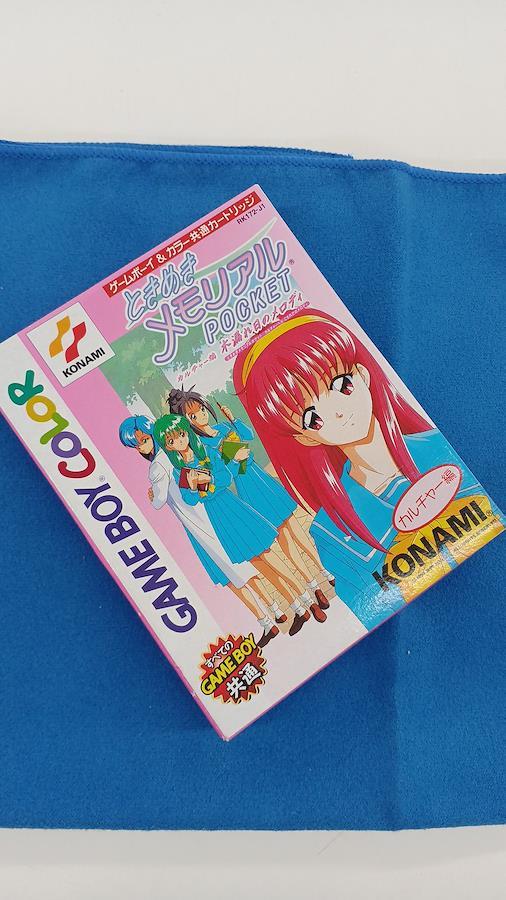 ゲームボーイ&カラー共通カートリッジ
RK172-J1
ときめき
メモリアル®
POCKET
カルチャー編 木漏れ日のメロディ
KONAMI
GAME BOY® COLOR
カルチャー編
KONAMI®
すべての
GAME BOY
共通